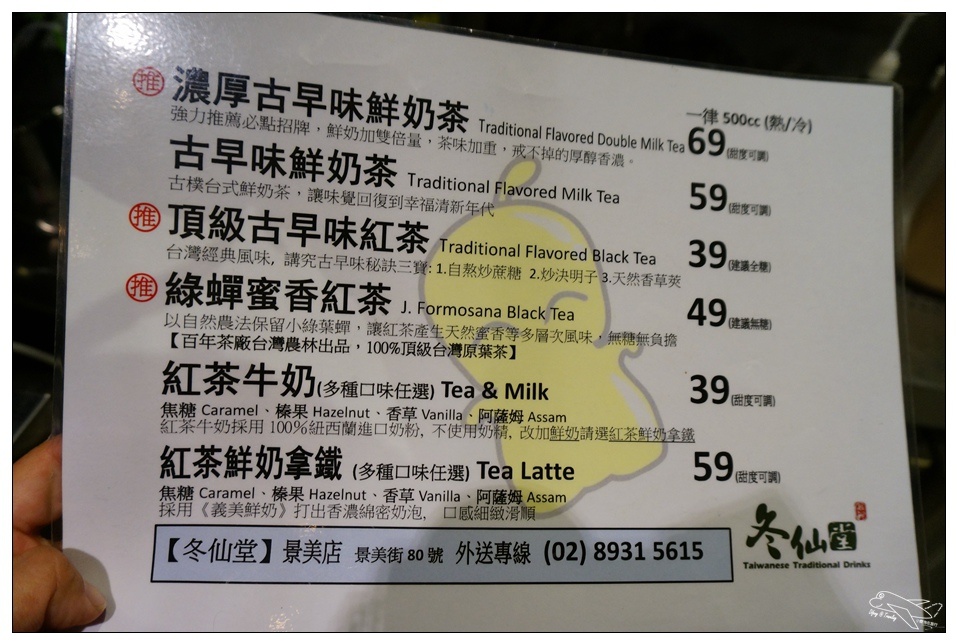 一律 500cc (熱/冷)
推 濃厚古早味鮮奶茶 Traditional Flavored Double Milk Tea 69 (甜度可調)
強力推薦必點招牌，鮮奶加雙倍量，茶味加重，戒不掉的厚醇香濃。
古早味鮮奶茶 Traditional Flavored Milk Tea 59 (甜度可調)
古樸台式鮮奶茶，讓味覺回復到幸福清新年代
推 頂級古早味紅茶 Traditional Flavored Black Tea 39 (建議全糖)
台灣經典風味, 講究古早味秘訣三寶: 1.自熬炒蔗糖 2.炒決明子 3.天然香草莢
推 綠蟬蜜香紅茶 J. Formosana Black Tea 49 (建議無糖)
以自然農法保留小綠葉蟬，讓紅茶產生天然蜜香等多層次風味，無糖無負擔
【百年茶廠台灣農林出品，100%頂級台灣原葉茶】
紅茶牛奶(多種口味任選) Tea & Milk 39 (甜度可調)
焦糖 Caramel、榛果 Hazelnut、香草 Vanilla、阿薩姆 Assam
紅茶牛奶採用 100%紐西蘭進口奶粉, 不使用奶精, 改加鮮奶請選紅茶鮮奶拿鐵
紅茶鮮奶拿鐵 (多種口味任選) Tea Latte 59 (甜度可調)
焦糖 Caramel、榛果 Hazelnut、香草 Vanilla、阿薩姆 Assam
採用《義美鮮奶》打出香濃綿密奶泡, 口感細緻滑順
【冬仙堂】景美店 景美街 80 號 外送專線 (02) 8931 5615
冬仙堂
Taiwanese Traditional Drinks